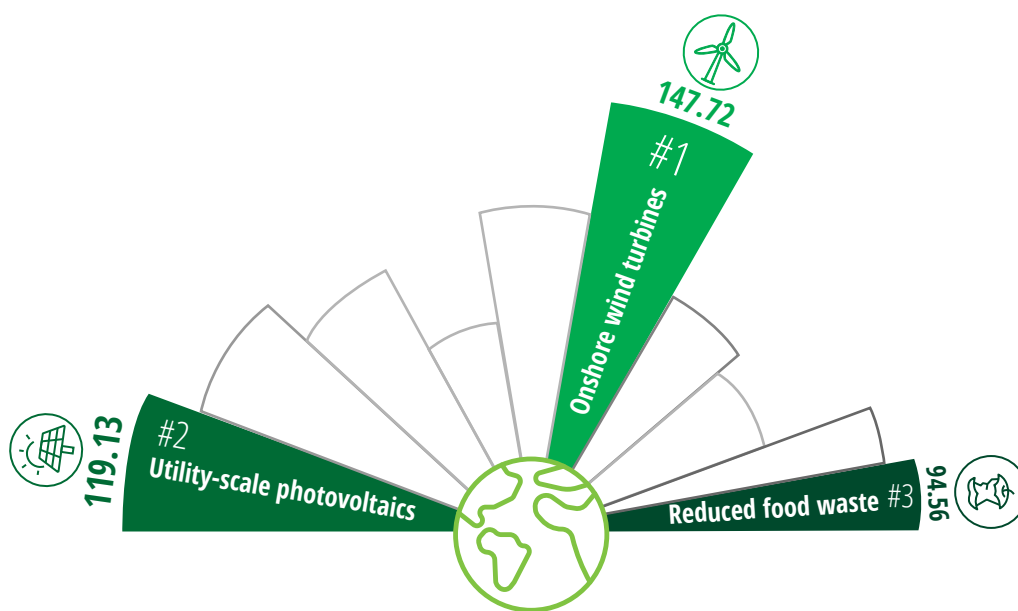 147.72
#1
Onshore wind turbines
119.13
#2
Utility-scale photovoltaics
94.56
Reduced food waste #3